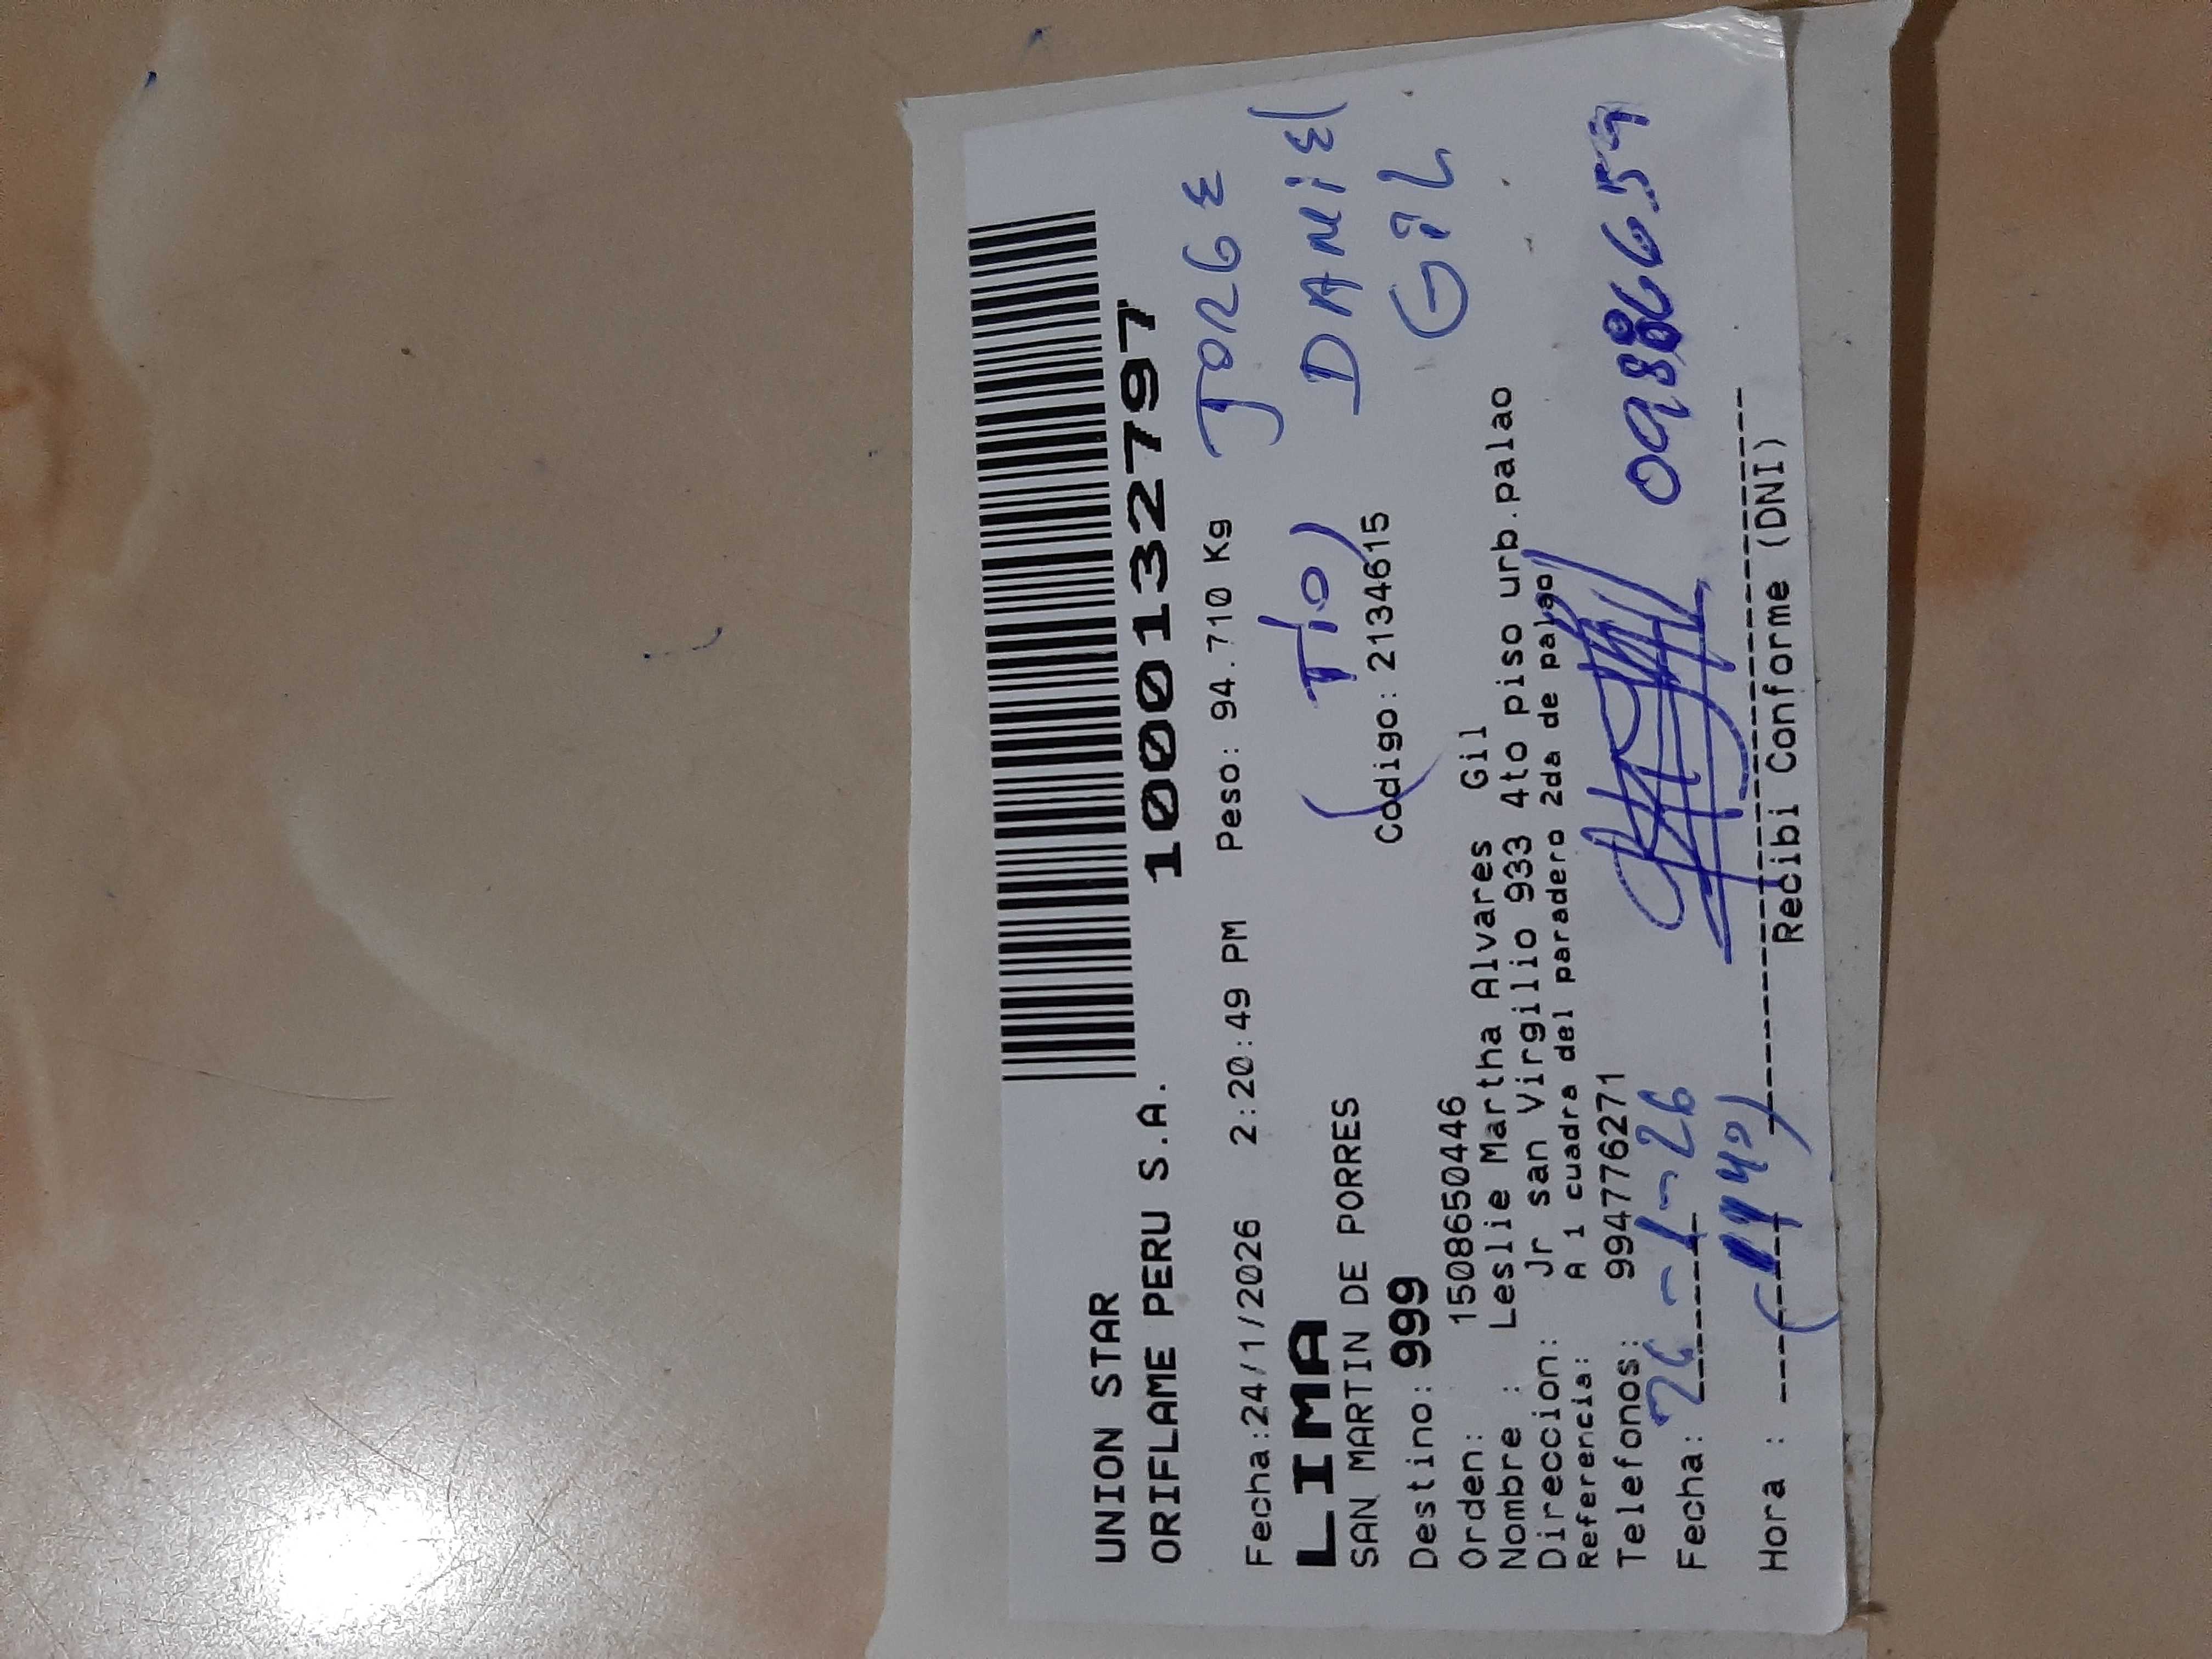 UNION STAR
ORIFLAME PERU S.A. 1000132797
Fecha:24/1/2026 2:20:49 PM Peso: 94.710 Kg JORGE
LIMA (TIO) DANIEL
SAN MARTIN DE PORRES Codigo: 2134615 GIL
Destino: 999
Orden: 1508650446
Nombre : Leslie Martha Alvares Gil
Direccion: Jr san Virgilio 933 4to piso urb.palao
Referencia: A 1 cuadra del paradero 2da de palao
Telefonos: 994776271
Fecha: 26-1-26
Hora :
Recibi Conforme (DNI)